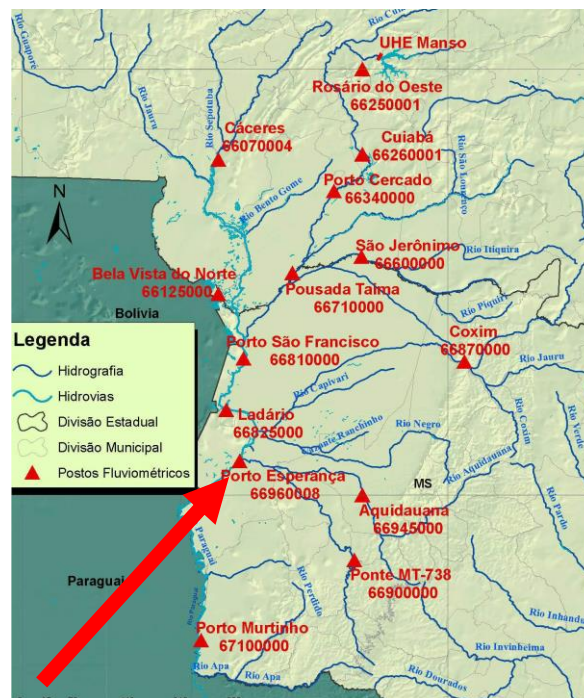 Rio Guaporé
Rio Jauru
Rio Sepotuba
UHE Manso
Rosário do Oeste
66250001
Cáceres
66070004
Cuiabá
66260001
Rio São Lourenço
Porto Cercado
66340000
N
Rio Bento Gome
São Jerônimo
66600000
Rio Itiquira
Bela Vista do Norte
66125000
Pousada Taima
66710000
Rio Piquiri
Bolivia
Legenda
Hidrografia
Hidrovias
Divisão Estadual
Divisão Municipal
Postos Fluviométricos
Porto São Francisco
66810000
Coxim
66870000
Rio Jauru
Rio Capivari
Rio Verde
Rio Coxim
Ladário
66825000
Ranchinho
Rio Negro
Rio Aquidauana
Porto Esperança
66960008
MS
Aquidauana
66945000
Rio Pardo
Paraguai
Ponte MT-738
66900000
Paraguai
Rio Perdido
Rio Inhandu
Porto Murtinho
67100000
Rio Invinheima
Rio Apa
Rio Apa
Rio Dourados